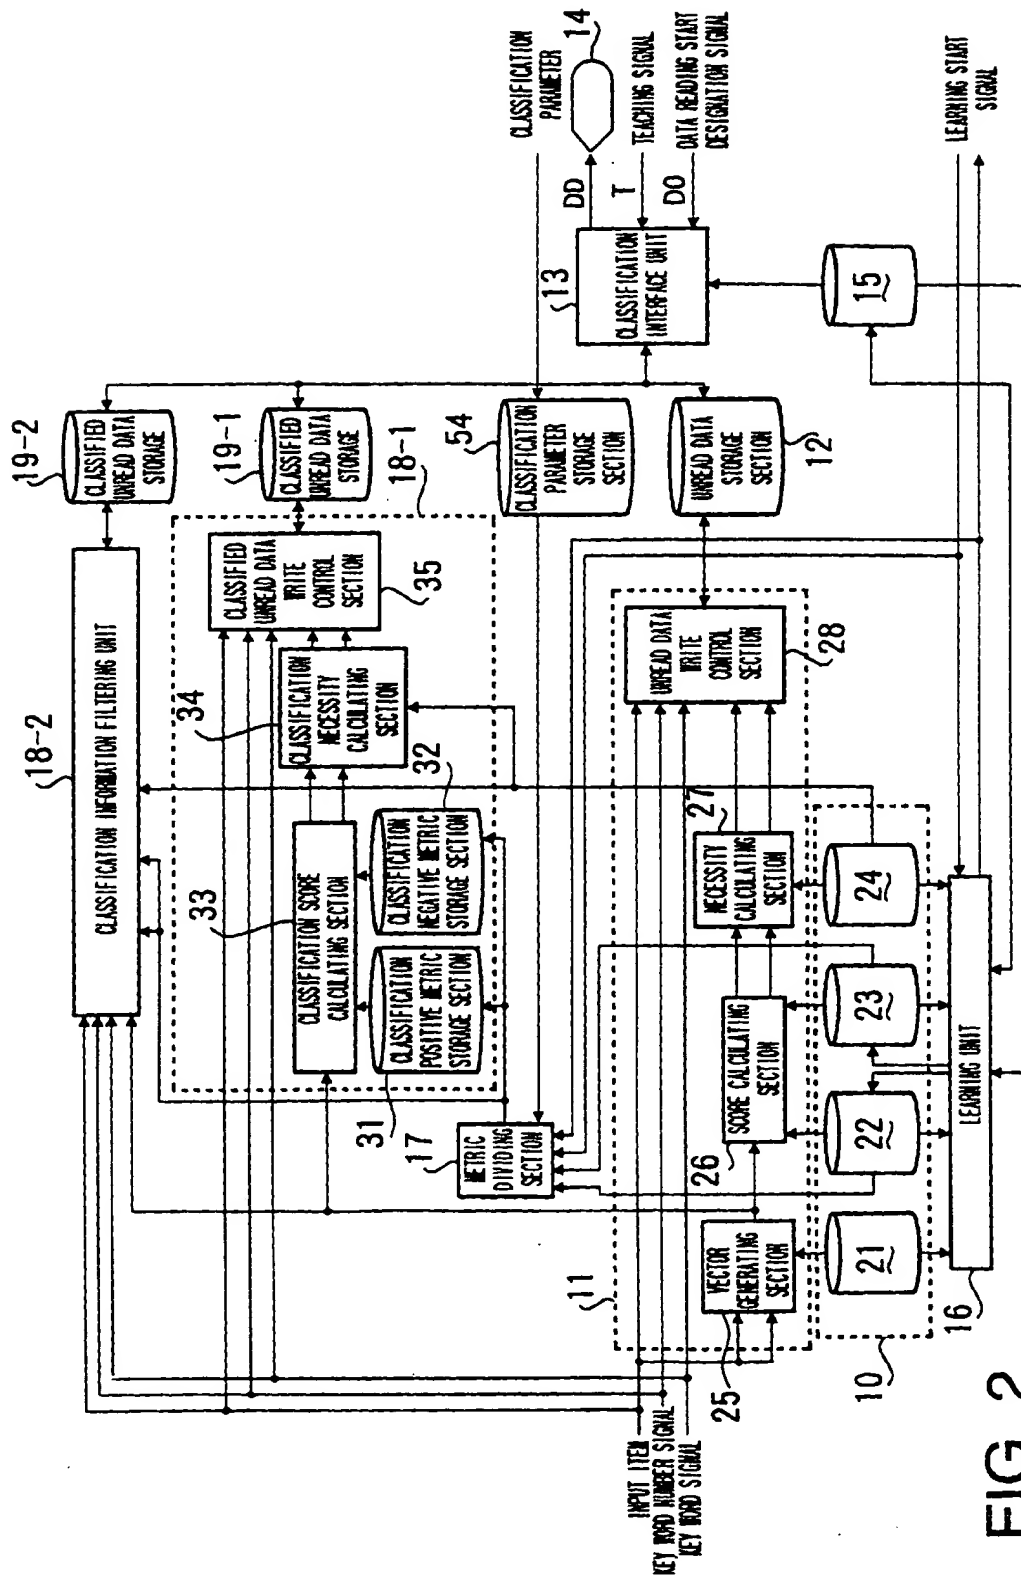 FIG. 2
INPUT ITEM
KEY WORD NUMBER SIGNAL
KEY WORD SIGNAL
18-2
CLASSIFICATION INFORMATION FILTERING UNIT
19-2
CLASSIFIED
UNREAD DATA
STORAGE
33
CLASSIFICATION SCORE
CALCULATING SECTION
34
CLASSIFICATION
NECESSITY
CALCULATING
SECTION
CLASSIFIED
UNREAD DATA
WRITE
CONTROL
SECTION
35
19-1
CLASSIFIED
UNREAD DATA
STORAGE
18-1
31
CLASSIFICATION
POSITIVE METRIC
STORAGE SECTION
32
CLASSIFICATION
NEGATIVE METRIC
STORAGE SECTION
17
METRIC
DIVIDING
SECTION
54
CLASSIFICATION
PARAMETER
STORAGE
SECTION
CLASSIFICATION
PARAMETER
14
DD
T
TEACHING SIGNAL
DO
DATA READING START
DESIGNATION SIGNAL
13
CLASSIFICATION
INTERFACE UNIT
11
25
VECTOR
GENERATING
SECTION
26
SCORE CALCULATING
SECTION
27
NECESSITY
CALCULATING
SECTION
UNREAD DATA
WRITE
CONTROL
SECTION
28
UNREAD DATA
STORAGE
SECTION
12
15
10
21
22
23
24
16
LEARNING UNIT
LEARNING START
SIGNAL